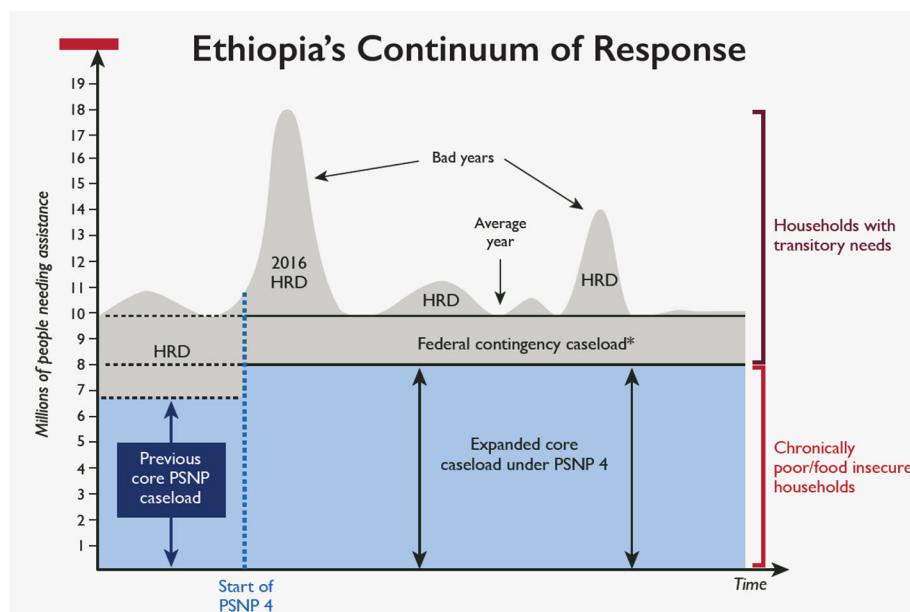 Ethiopia's Continuum of Response
Millions of people needing assistance
19
18
17
16
15
14
13
12
11
10
9
8
7
6
5
4
3
2
1
Bad years
Average
year
2016
HRD
HRD
HRD
HRD
Federal contingency caseload*
Previous
core PSNP
caseload
Expanded core
caseload under PSNP 4
Households with
transitory needs
Chronically
poor/food insecure
households
Start of
PSNP 4
Time